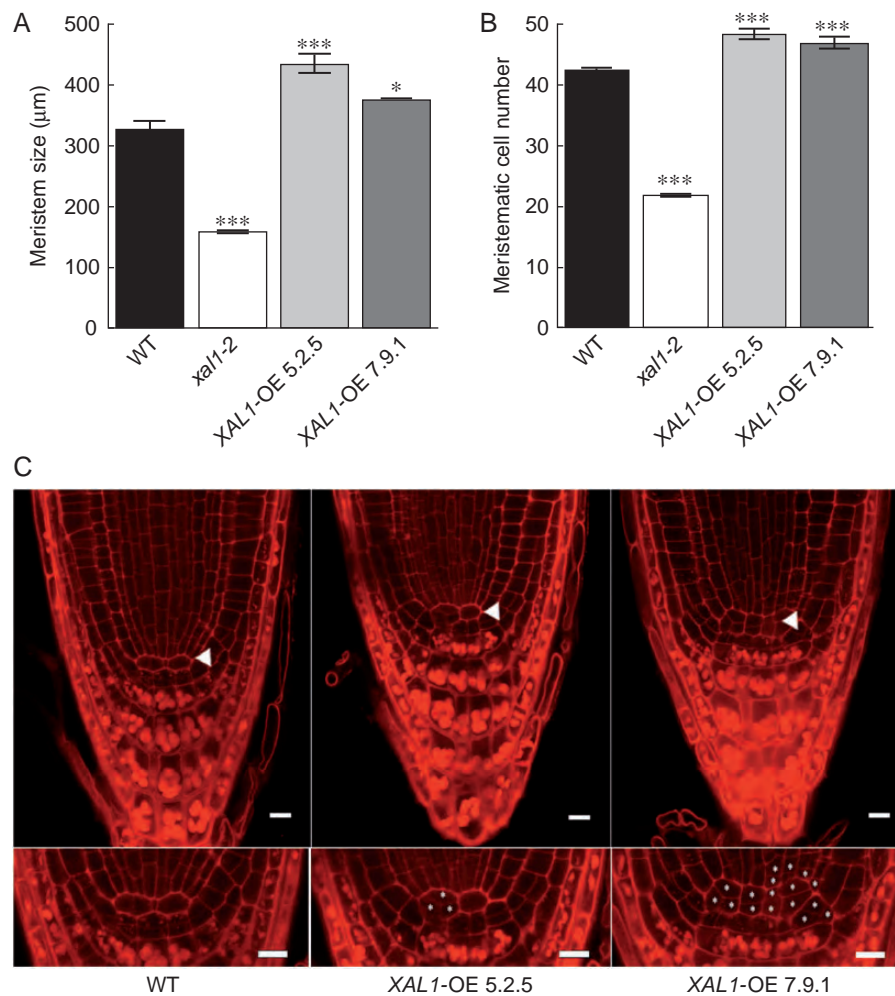 A
Meristem size (μm)
500
400
300
200
100
0
***
***
*
WT
xal1-2
XAL1-OE 5.2.5
XAL1-OE 7.9.1
B
Meristematic cell number
50
40
30
20
10
0
***
***
***
WT
xal1-2
XAL1-OE 5.2.5
XAL1-OE 7.9.1
C
WT
XAL1-OE 5.2.5
XAL1-OE 7.9.1